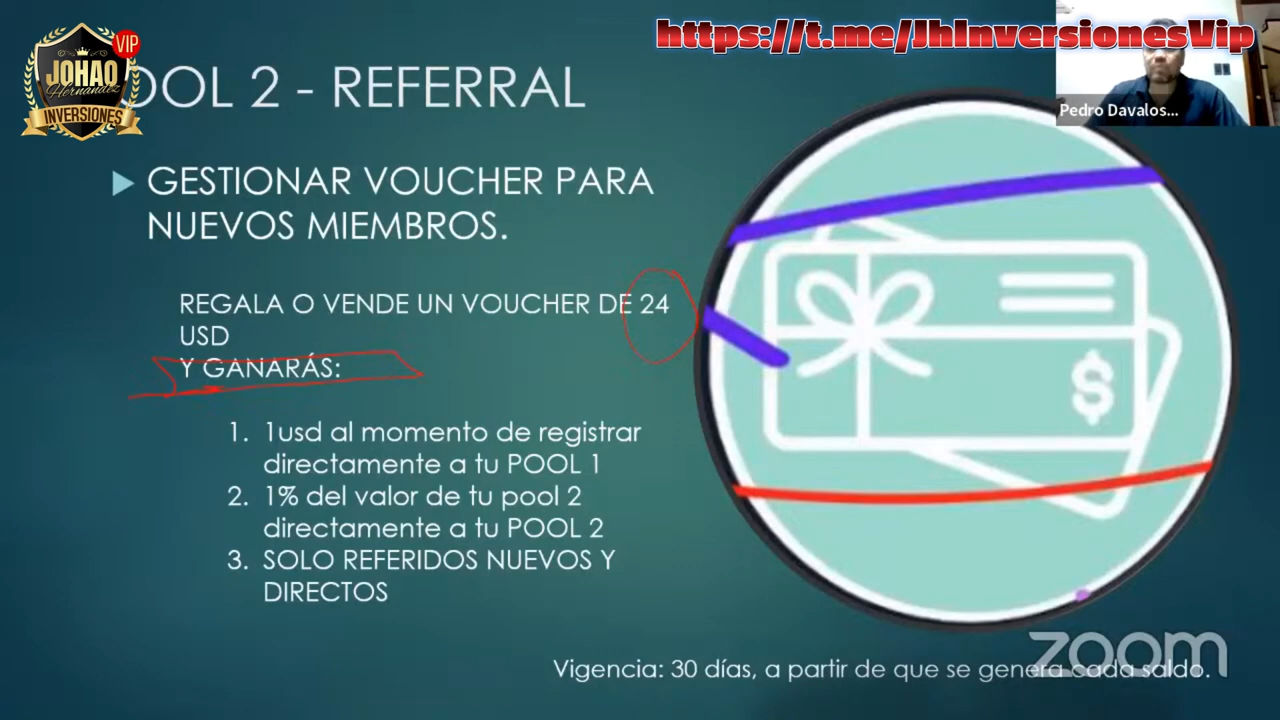 https://t.me/JhInversionesVip
VIP
JOHAO
Hernandez
INVERSIONES
OOL 2 - REFERRAL
Pedro Davalos...
GESTIONAR VOUCHER PARA
NUEVOS MIEMBROS.
REGALA O VENDE UN VOUCHER DE 24
USD
Y GANARÁS:
1. 1usd al momento de registrar
directamente a tu POOL 1
2. 1% del valor de tu pool 2
directamente a tu POOL 2
3. SOLO REFERIDOS NUEVOS Y
DIRECTOS
$
zoom
Vigencia: 30 días, a partir de que se genera cada saldo.